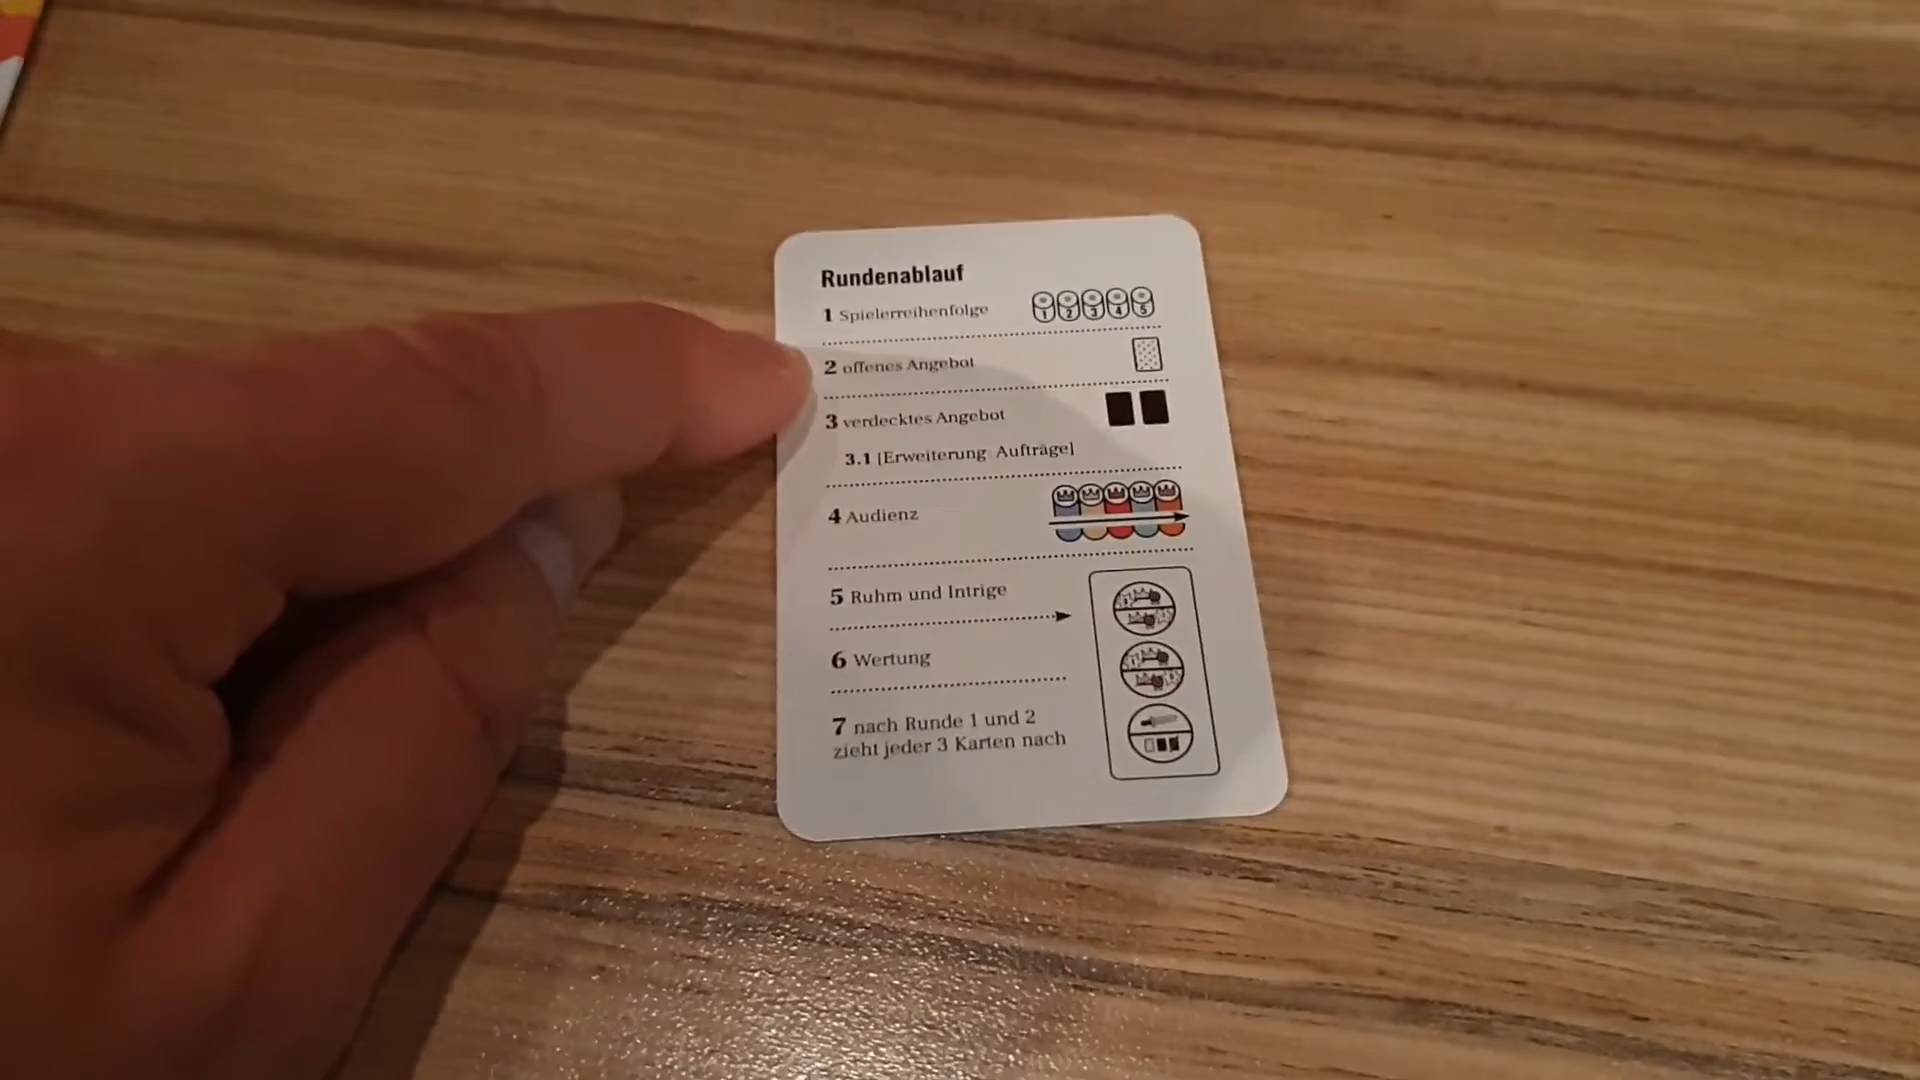 Rundenablauf
1 Spielerreihenfolge
1 2 3 4 5
2 offenes Angebot
3 verdecktes Angebot
3.1 [Erweiterung: Aufträge]
4 Audienz
5 Ruhm und Intrige
6 Wertung
7 nach Runde 1 und 2
zieht jeder 3 Karten nach